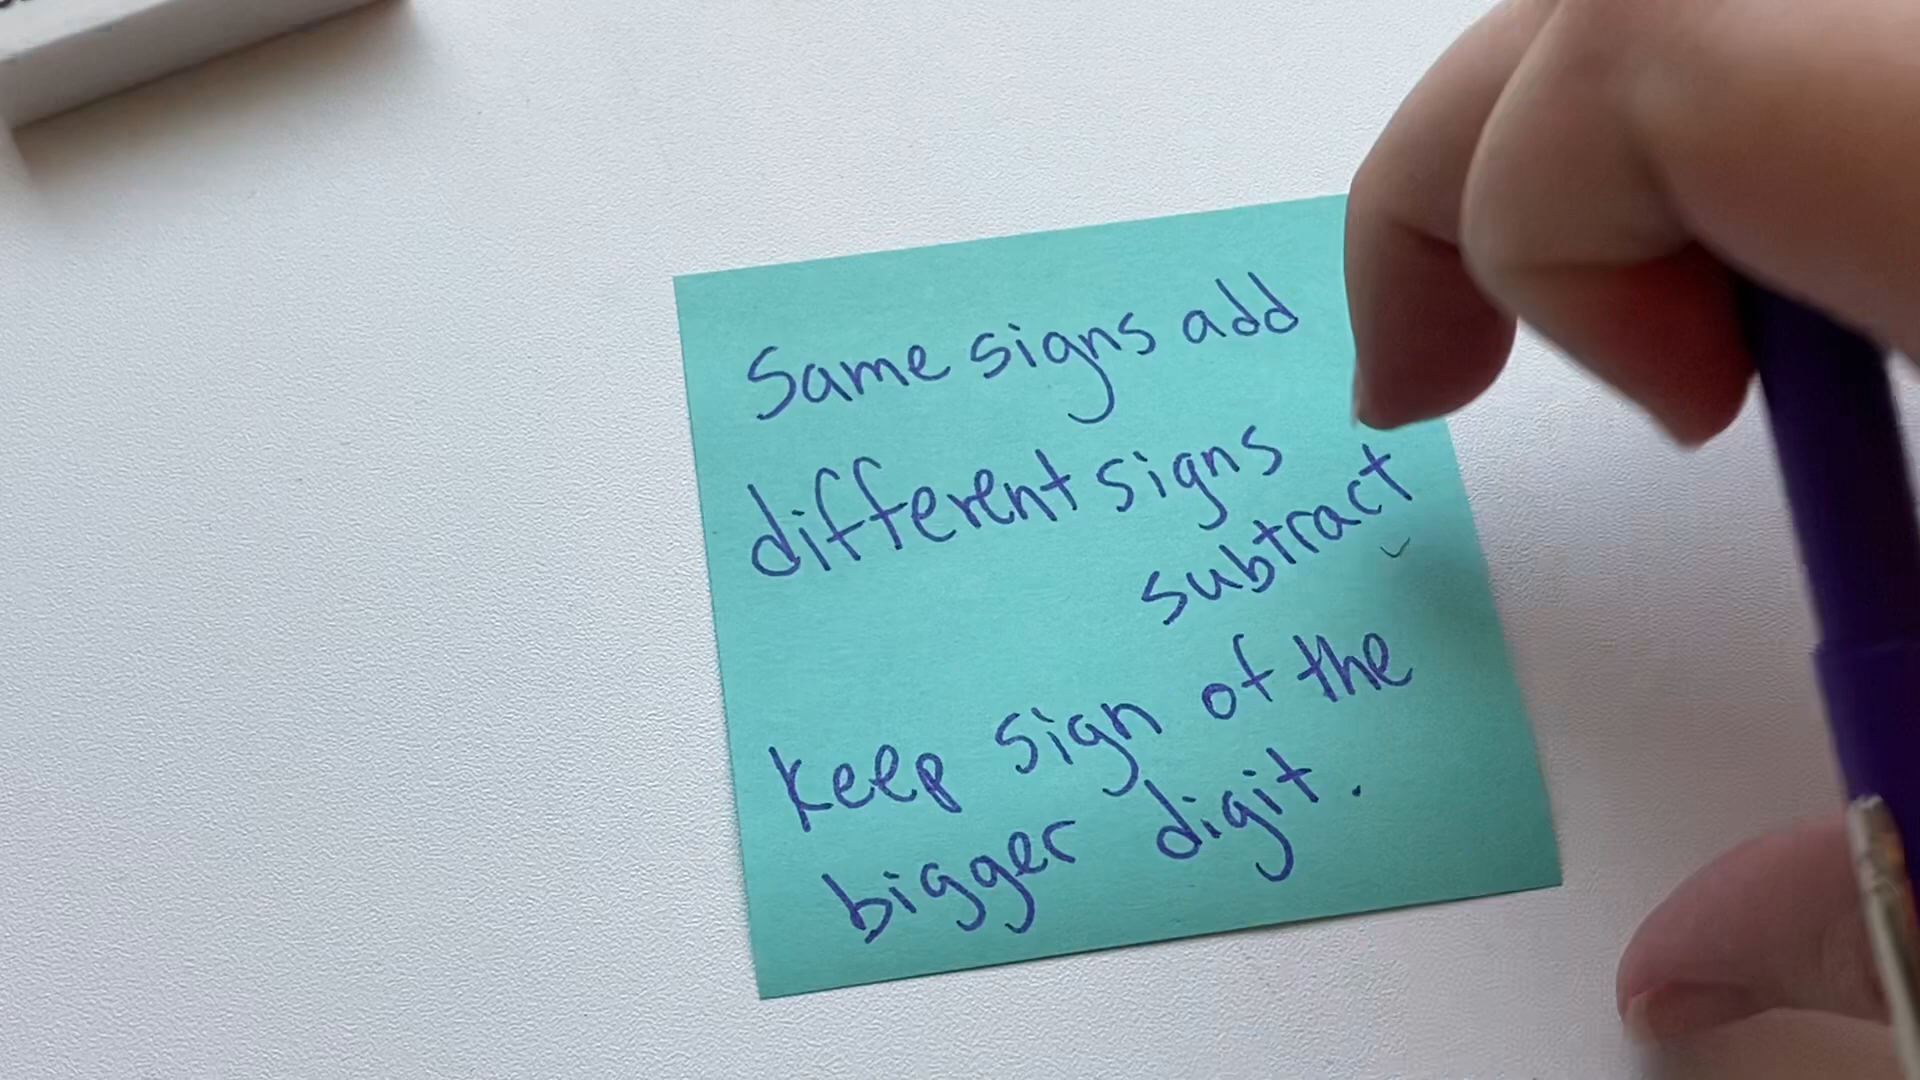 Same signs add
different signs
subtract
keep sign of the
bigger digit.